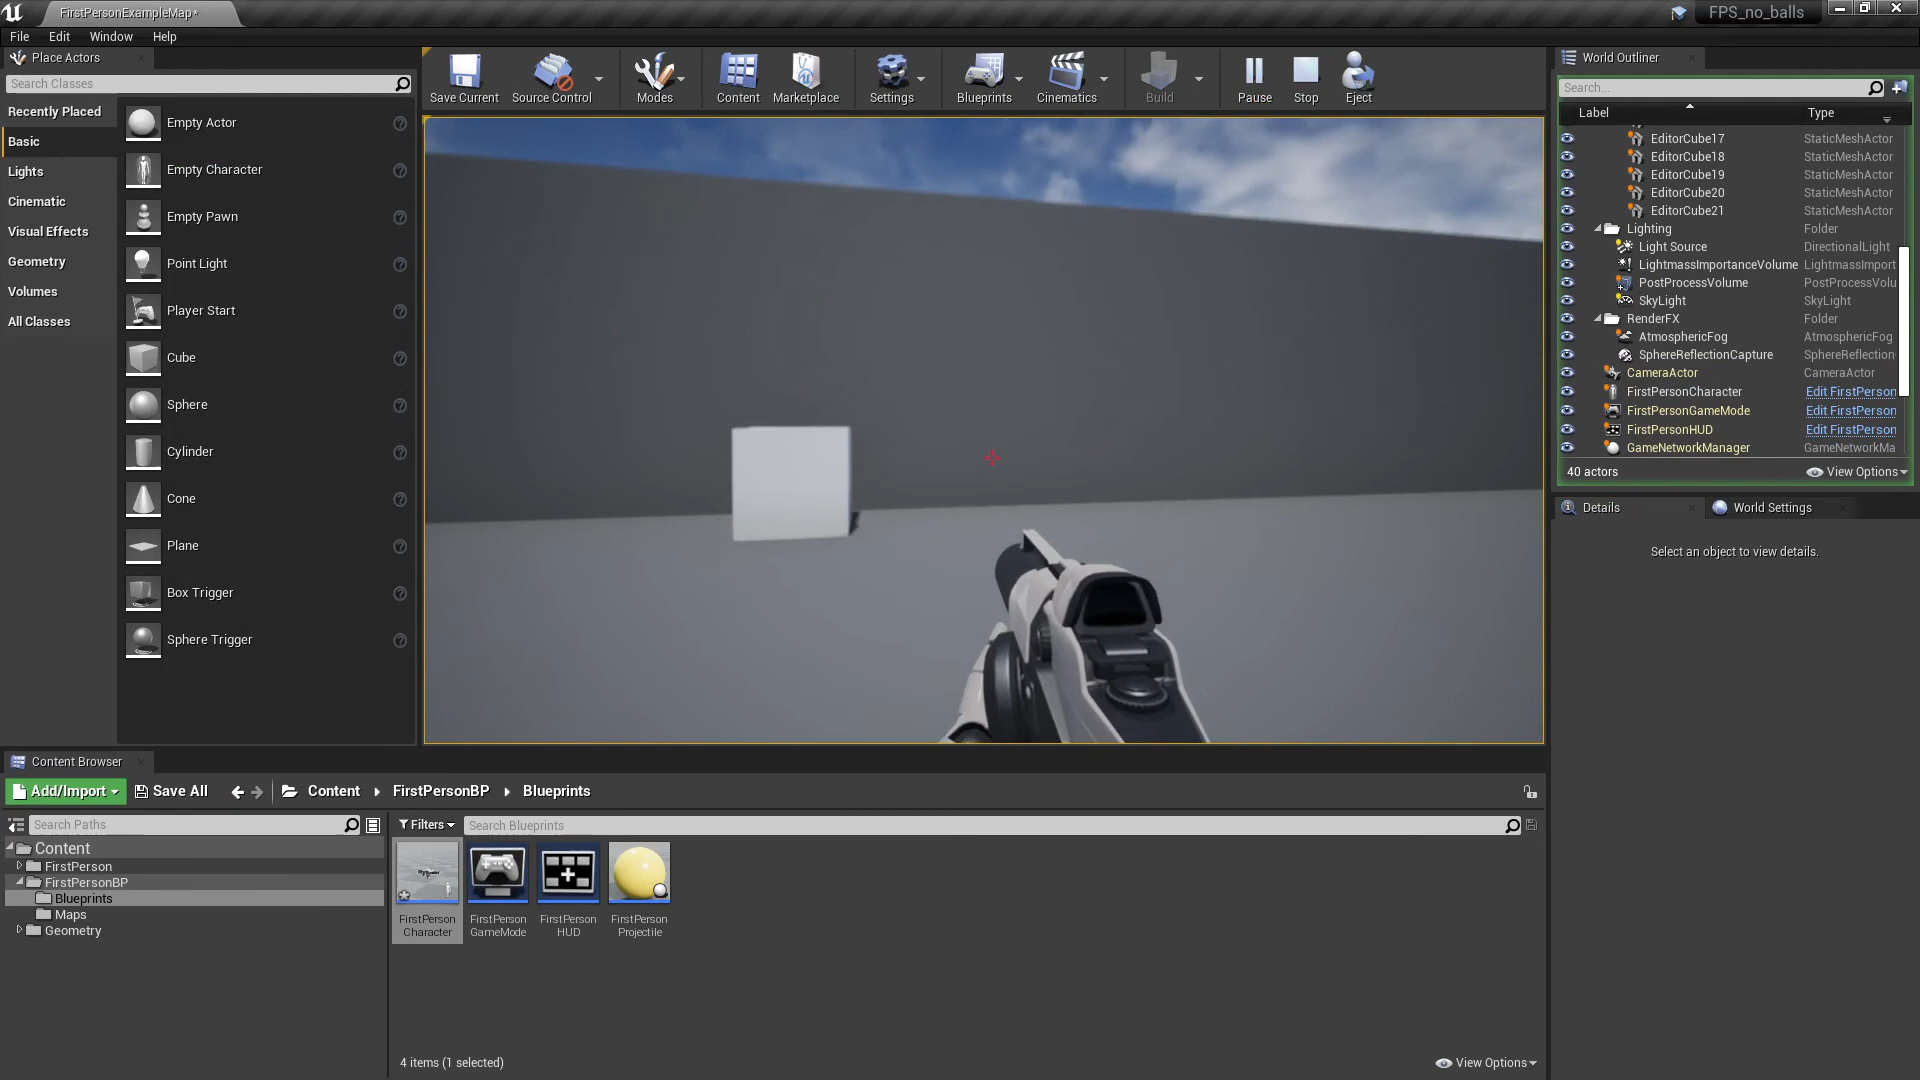 FirstPersonExampleMap*
FPS_no_balls
File Edit Window Help
Place Actors
Search Classes
Recently Placed
Basic
Lights
Cinematic
Visual Effects
Geometry
Volumes
All Classes
Empty Actor
Empty Character
Empty Pawn
Point Light
Player Start
Cube
Sphere
Cylinder
Cone
Plane
Box Trigger
Sphere Trigger
Save Current Source Control Modes Content Marketplace Settings Blueprints Cinematics Build Pause Stop Eject
World Outliner
Search...
Label Type
EditorCube17 StaticMeshActor
EditorCube18 StaticMeshActor
EditorCube19 StaticMeshActor
EditorCube20 StaticMeshActor
EditorCube21 StaticMeshActor
Lighting Folder
Light Source DirectionalLight
LightmassImportanceVolume LightmassImport
PostProcessVolume PostProcessVolu
SkyLight SkyLight
RenderFX Folder
AtmosphericFog AtmosphericFog
SphereReflectionCapture SphereReflection
CameraActor CameraActor
FirstPersonCharacter Edit FirstPerson
FirstPersonGameMode Edit FirstPerson
FirstPersonHUD Edit FirstPerson
GameNetworkManager GameNetworkMa
40 actors View Options
Details World Settings
Select an object to view details.
Content Browser
Add/Import Save All Content FirstPersonBP Blueprints
Search Paths
Content
FirstPerson
FirstPersonBP
Blueprints
Maps
Geometry
Filters Search Blueprints
FirstPerson
Character
FirstPerson
GameMode
FirstPerson
HUD
FirstPerson
Projectile
4 items (1 selected) View Options